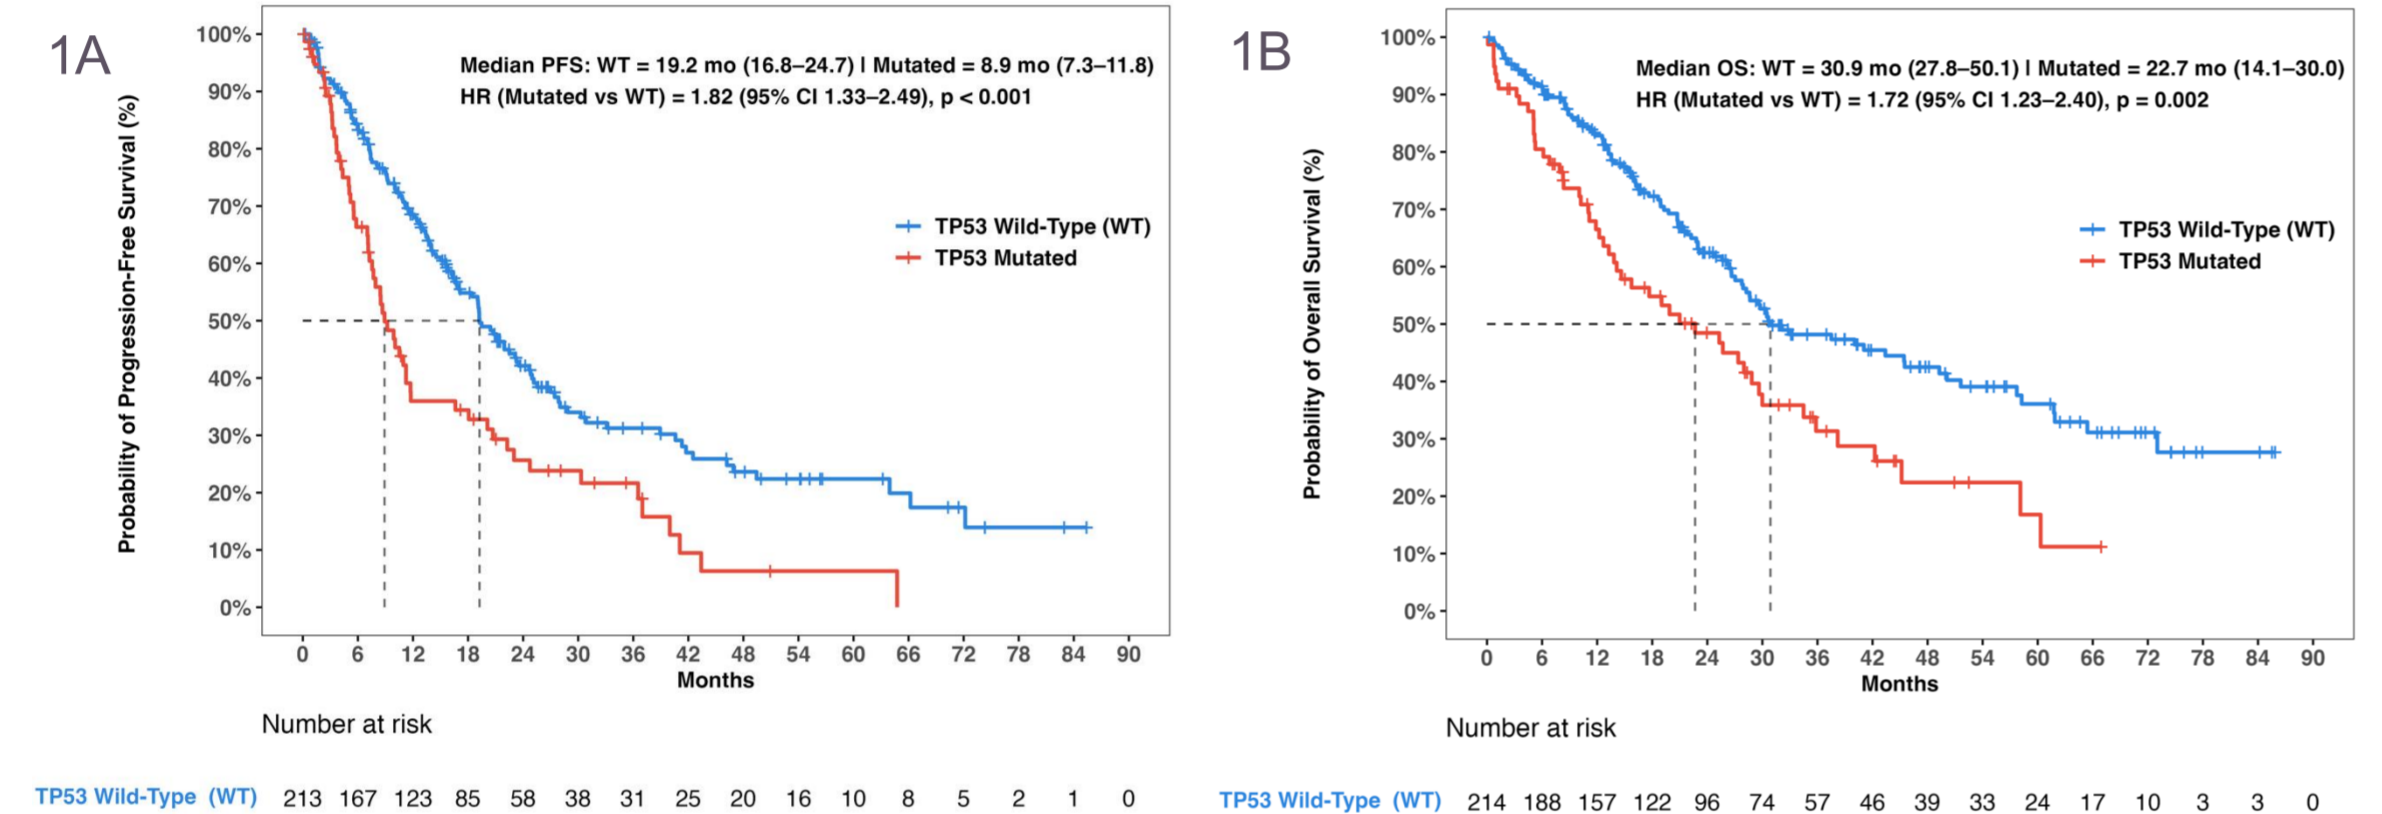 1A
Median PFS: WT = 19.2 mo (16.8–24.7) | Mutated = 8.9 mo (7.3–11.8)
HR (Mutated vs WT) = 1.82 (95% CI 1.33–2.49), p < 0.001
TP53 Wild-Type (WT)
TP53 Mutated
Probability of Progression-Free Survival (%)
100%
90%
80%
70%
60%
50%
40%
30%
20%
10%
0%
0 6 12 18 24 30 36 42 48 54 60 66 72 78 84 90
Months
Number at risk
TP53 Wild-Type (WT) 213 167 123 85 58 38 31 25 20 16 10 8 5 2 1 0
1B
Median OS: WT = 30.9 mo (27.8–50.1) | Mutated = 22.7 mo (14.1–30.0)
HR (Mutated vs WT) = 1.72 (95% CI 1.23–2.40), p = 0.002
TP53 Wild-Type (WT)
TP53 Mutated
Probability of Overall Survival (%)
100%
90%
80%
70%
60%
50%
40%
30%
20%
10%
0%
0 6 12 18 24 30 36 42 48 54 60 66 72 78 84 90
Months
Number at risk
TP53 Wild-Type (WT) 214 188 157 122 96 74 57 46 39 33 24 17 10 3 3 0